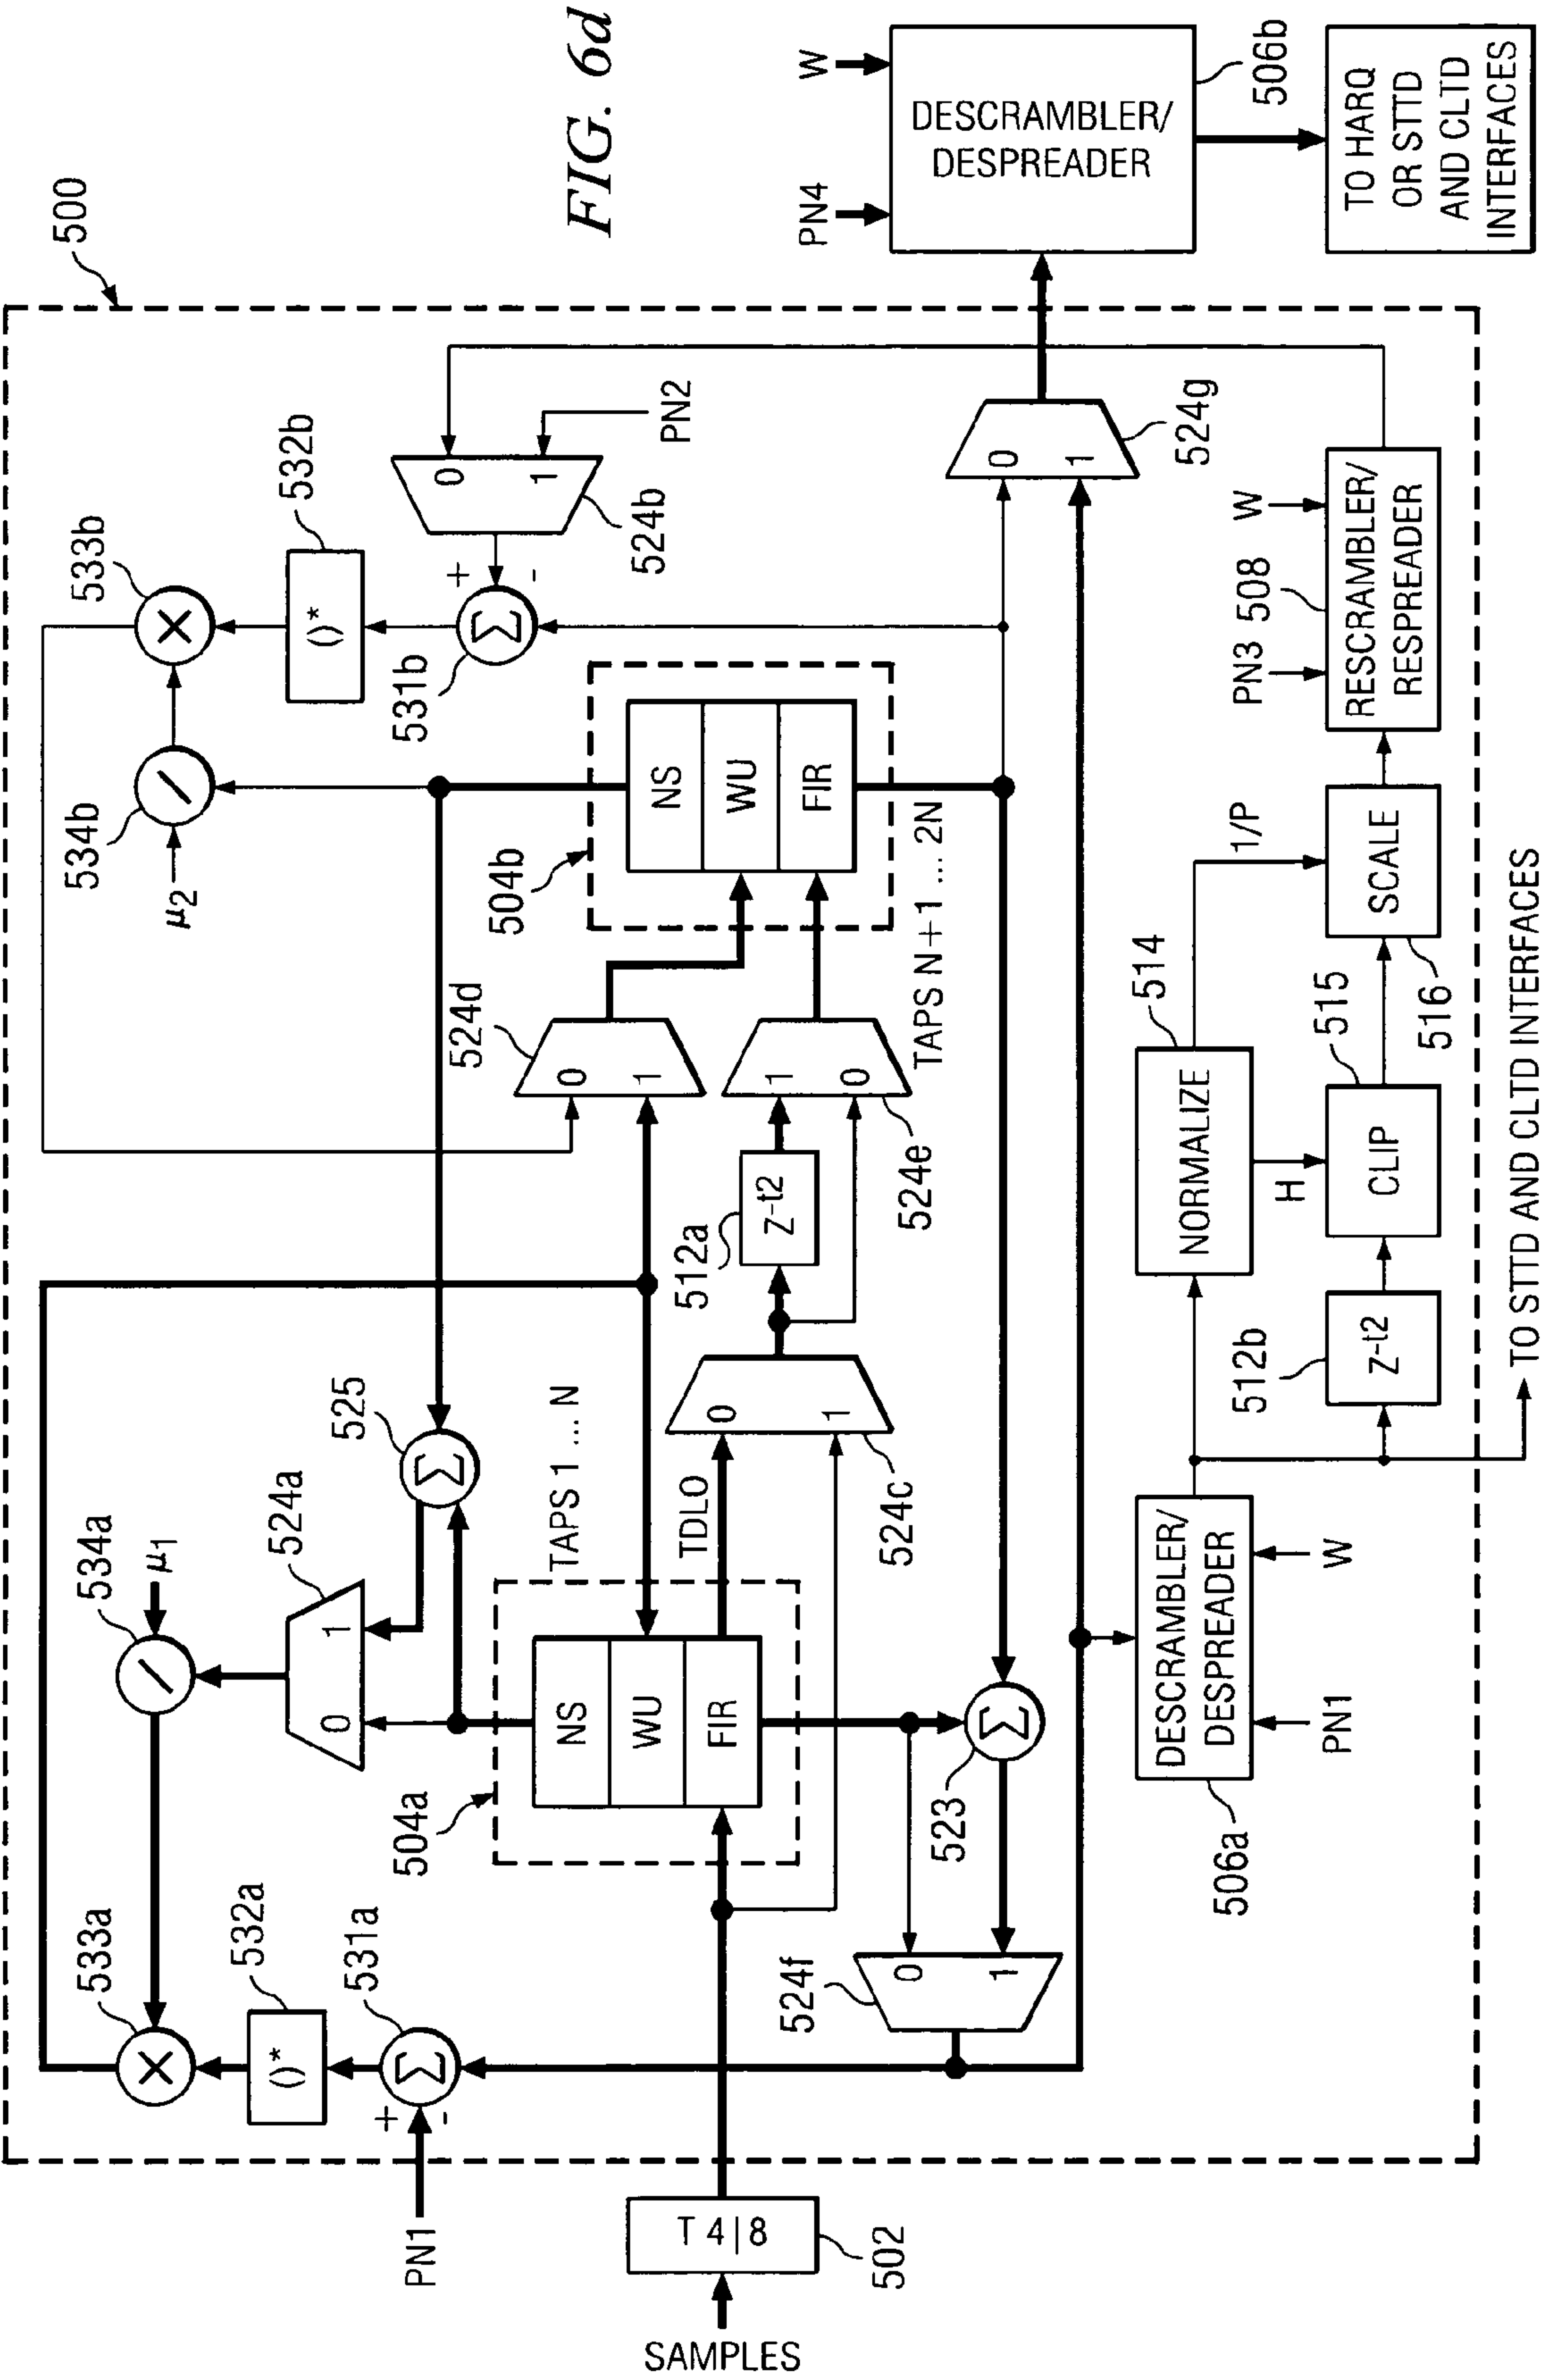 FIG. 6d
500
PN1
+
-
531a
()*
532a
×
533a
/
534a
μ1
524a
0
1
Σ
525
Σ
504a
NS
WU
FIR
TAPS 1 ... N
TDLO
SAMPLES
T 4|8
502
524c
0
1
512a
Z-t2
524d
0
1
524e
1
0
504b
NS
WU
FIR
TAPS N+1 ... 2N
μ2
/
534b
×
533b
()*
532b
Σ
531b
+
-
524b
0
1
PN2
524f
0
1
Σ
523
524g
0
1
DESCRAMBLER/
DESPREADER
506a
PN1
W
512b
Z-t2
NORMALIZE
514
H
CLIP
515
1/P
SCALE
516
RESCRAMBLER/
RESPREADER
PN3
508
W
TO STTD AND CLTD INTERFACES
PN4
W
DESCRAMBLER/
DESPREADER
506b
TO HARQ
OR STTD
AND CLTD
INTERFACES